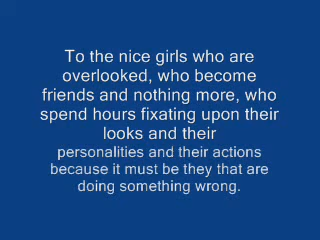 To the nice girls who are
overlooked, who become
friends and nothing more, who
spend hours fixating upon their
looks and their
personalities and their actions
because it must be they that are
doing something wrong.